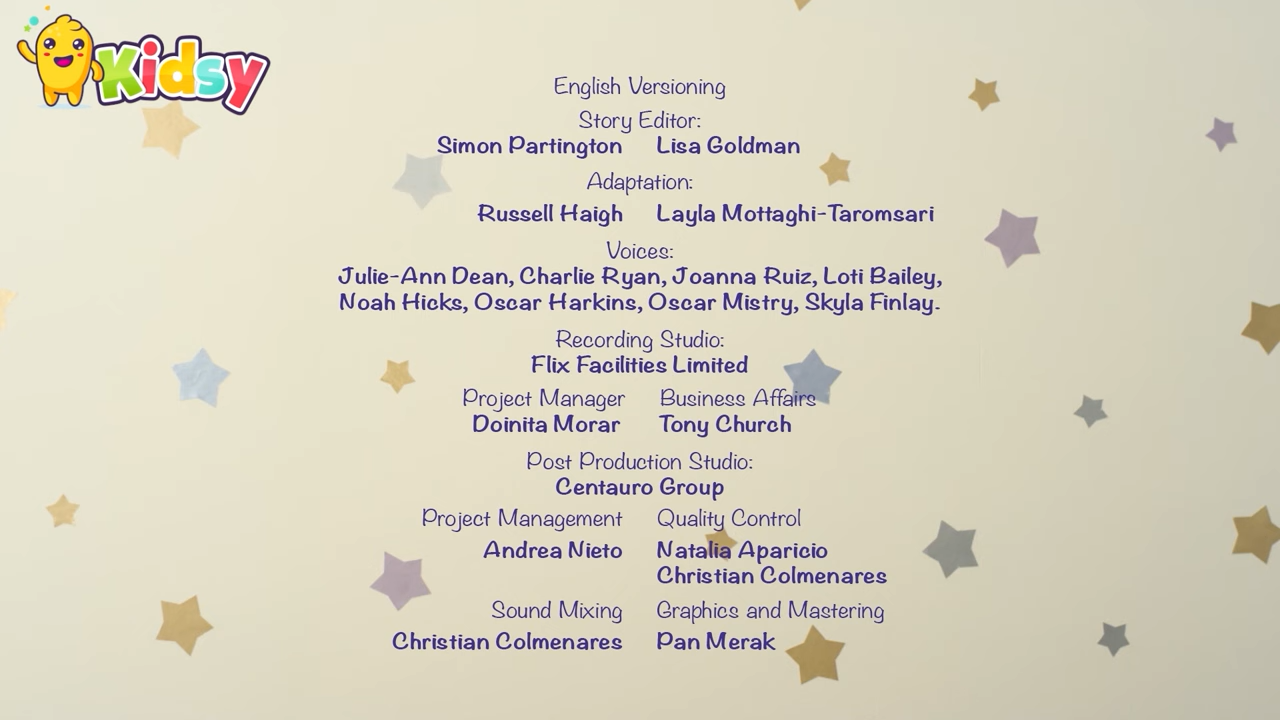 Kidsy
English Versioning
Story Editor:
Simon Partington Lisa Goldman
Adaptation:
Russell Haigh Layla Mottaghi-Taromsari
Voices:
Julie-Ann Dean, Charlie Ryan, Joanna Ruiz, Loti Bailey,
Noah Hicks, Oscar Harkins, Oscar Mistry, Skyla Finlay.
Recording Studio:
Flix Facilities Limited
Project Manager Business Affairs
Doinita Morar Tony Church
Post Production Studio:
Centauro Group
Project Management Quality Control
Andrea Nieto Natalia Aparicio
Christian Colmenares
Sound Mixing Graphics and Mastering
Christian Colmenares Pan Merak